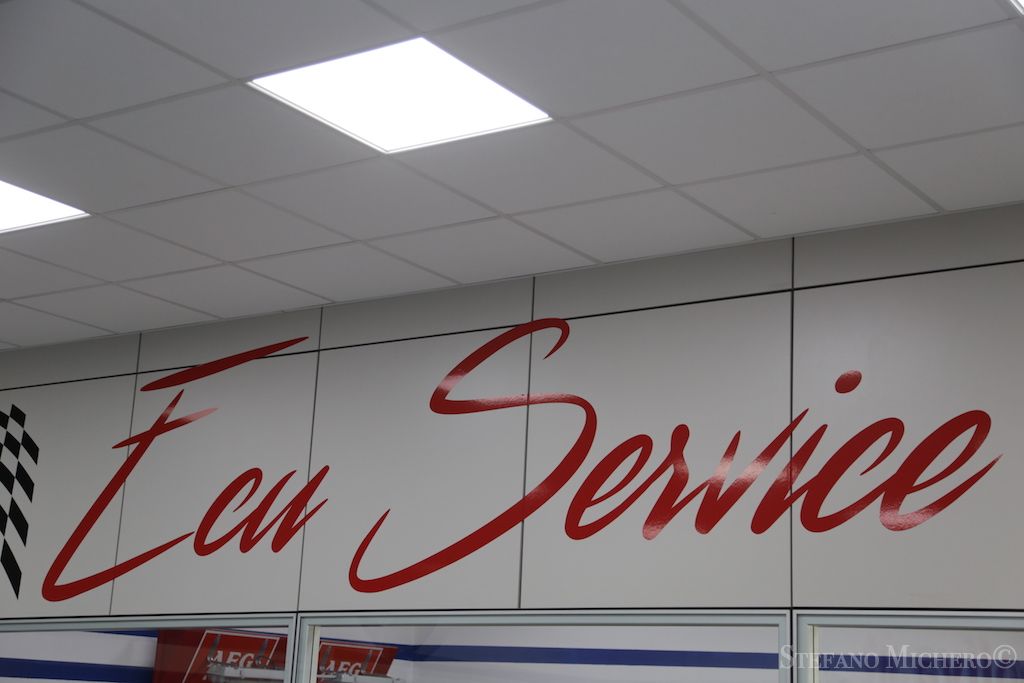 Ecu Service
AEG AEG
Stefano Michero©